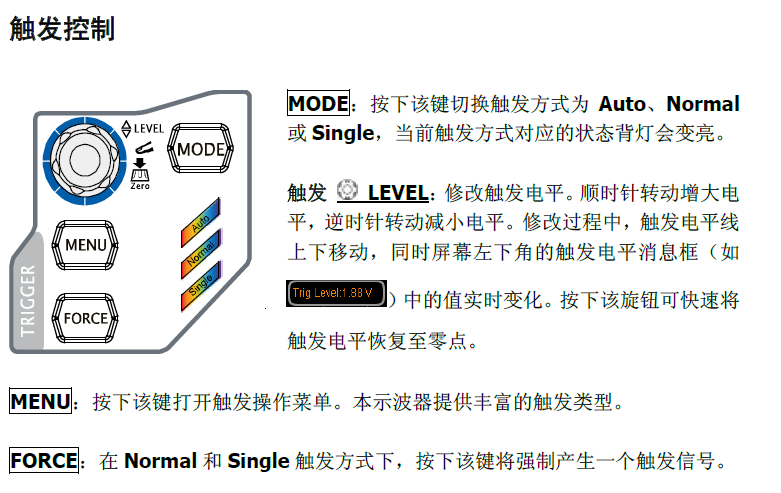 触发控制
LEVEL
MODE
Zero
MENU
Auto
Normal
Single
TRIGGER
FORCE
MODE：按下该键切换触发方式为 Auto、Normal
或 Single，当前触发方式对应的状态背灯会变亮。
触发 LEVEL：修改触发电平。顺时针转动增大电
平，逆时针转动减小电平。修改过程中，触发电平线
上下移动，同时屏幕左下角的触发电平消息框（如
Trig Level:1.88 V）中的值实时变化。按下该旋钮可快速将
触发电平恢复至零点。
MENU：按下该键打开触发操作菜单。本示波器提供丰富的触发类型。
FORCE：在 Normal 和 Single 触发方式下，按下该键将强制产生一个触发信号。